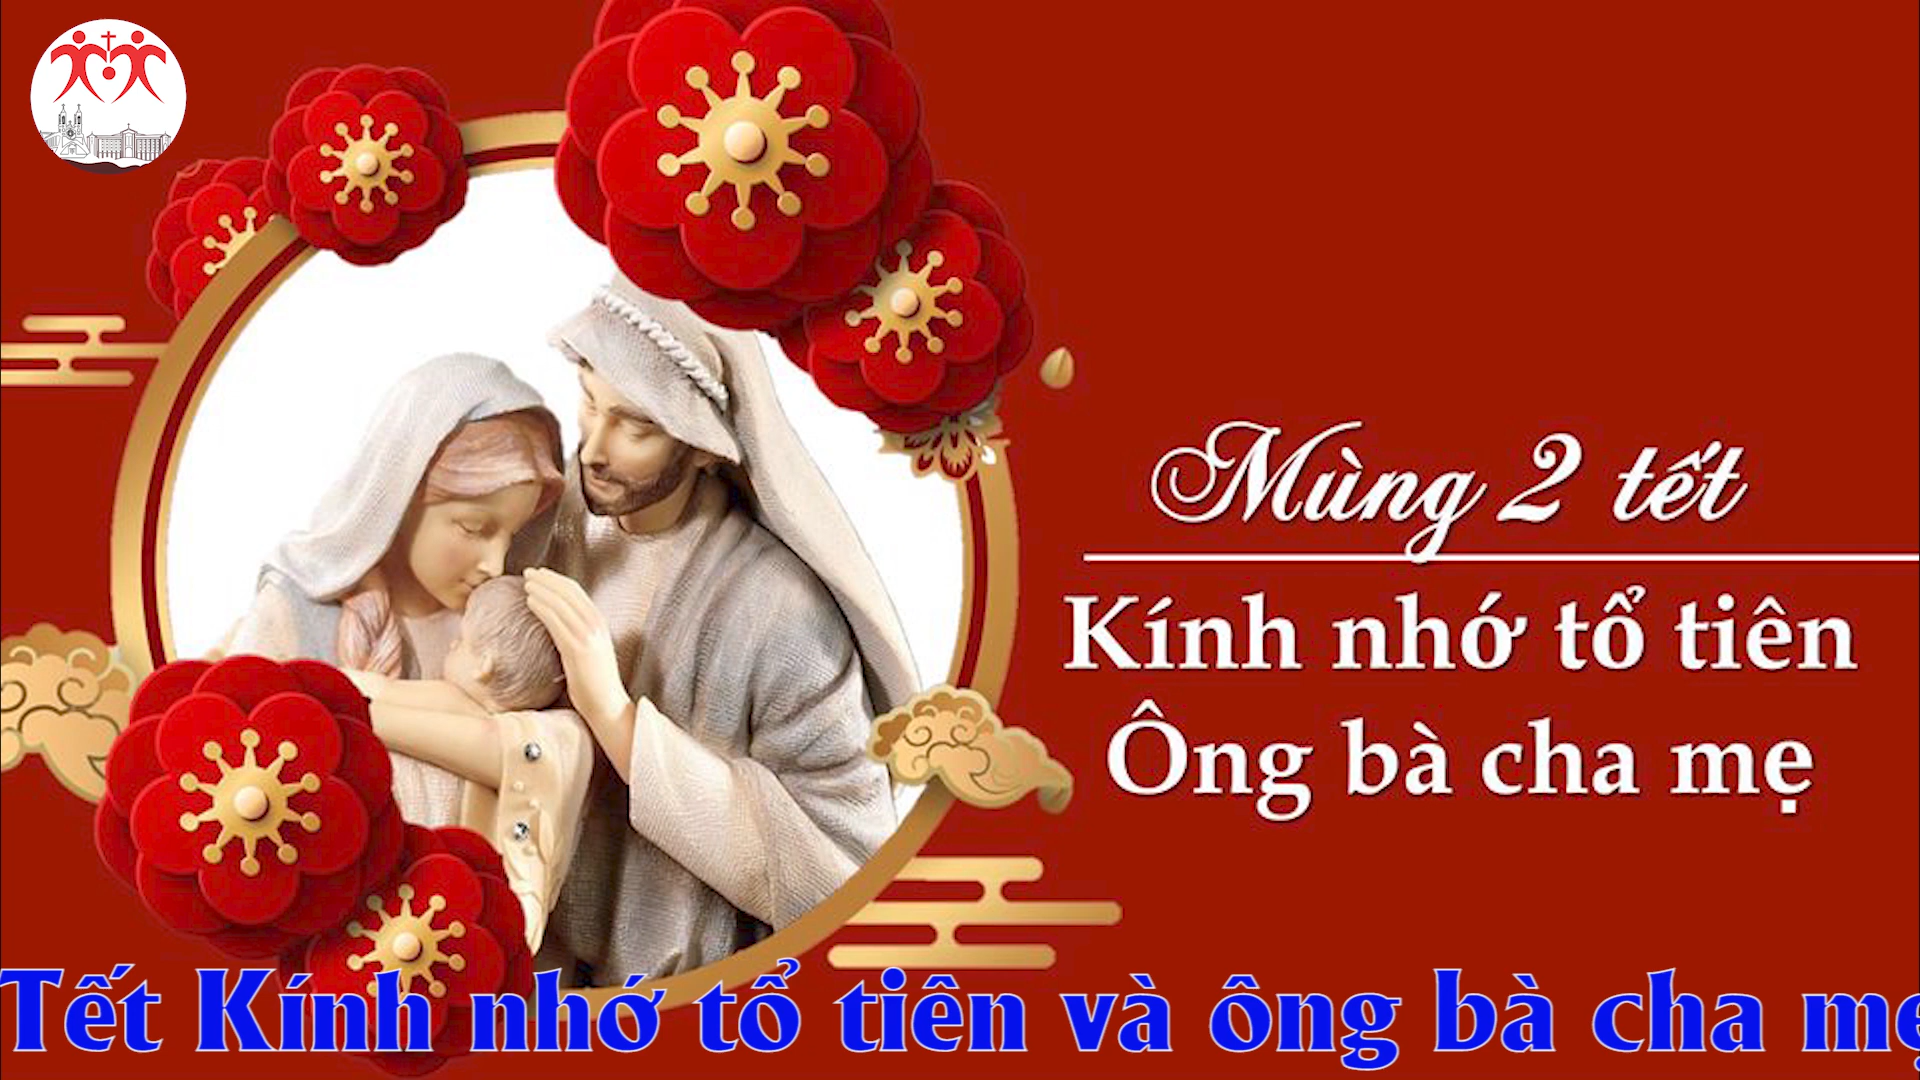 Mùng 2 tết
Kính nhớ tổ tiên
Ông bà cha mẹ
Tết Kính nhớ tổ tiên và ông bà cha mẹ